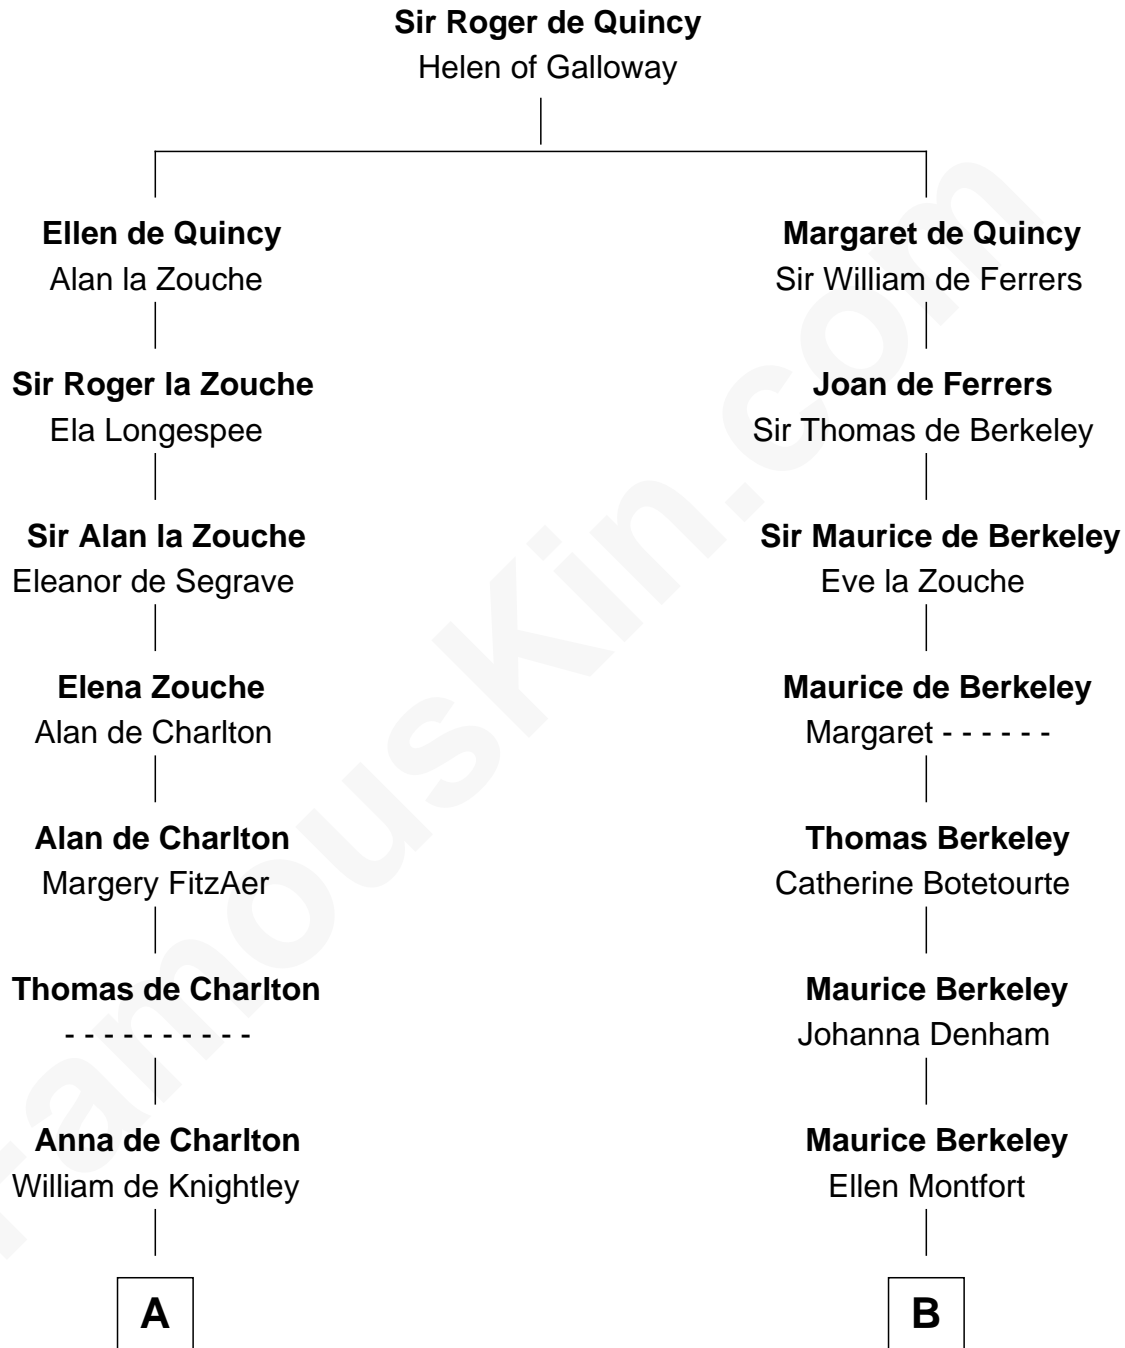 Sir Roger de Quincy
Helen of Galloway
Ellen de Quincy
Alan la Zouche
Margaret de Quincy
Sir William de Ferrers
Sir Roger la Zouche
Ela Longespee
Joan de Ferrers
Sir Thomas de Berkeley
Sir Alan la Zouche
Eleanor de Segrave
Sir Maurice de Berkeley
Eve la Zouche
Elena Zouche
Alan de Charlton
Maurice de Berkeley
Margaret - - - - - -
Alan de Charlton
Margery FitzAer
Thomas Berkeley
Catherine Botetourte
Thomas de Charlton
- - - - - - - - - -
Maurice Berkeley
Johanna Denham
Anna de Charlton
William de Knightley
Maurice Berkeley
Ellen Montfort
A
B
FamousKin.com